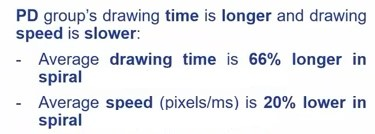 PD group's drawing time is longer and drawing
speed is slower:
- Average drawing time is 66% longer in
spiral
- Average speed (pixels/ms) is 20% lower in
spiral